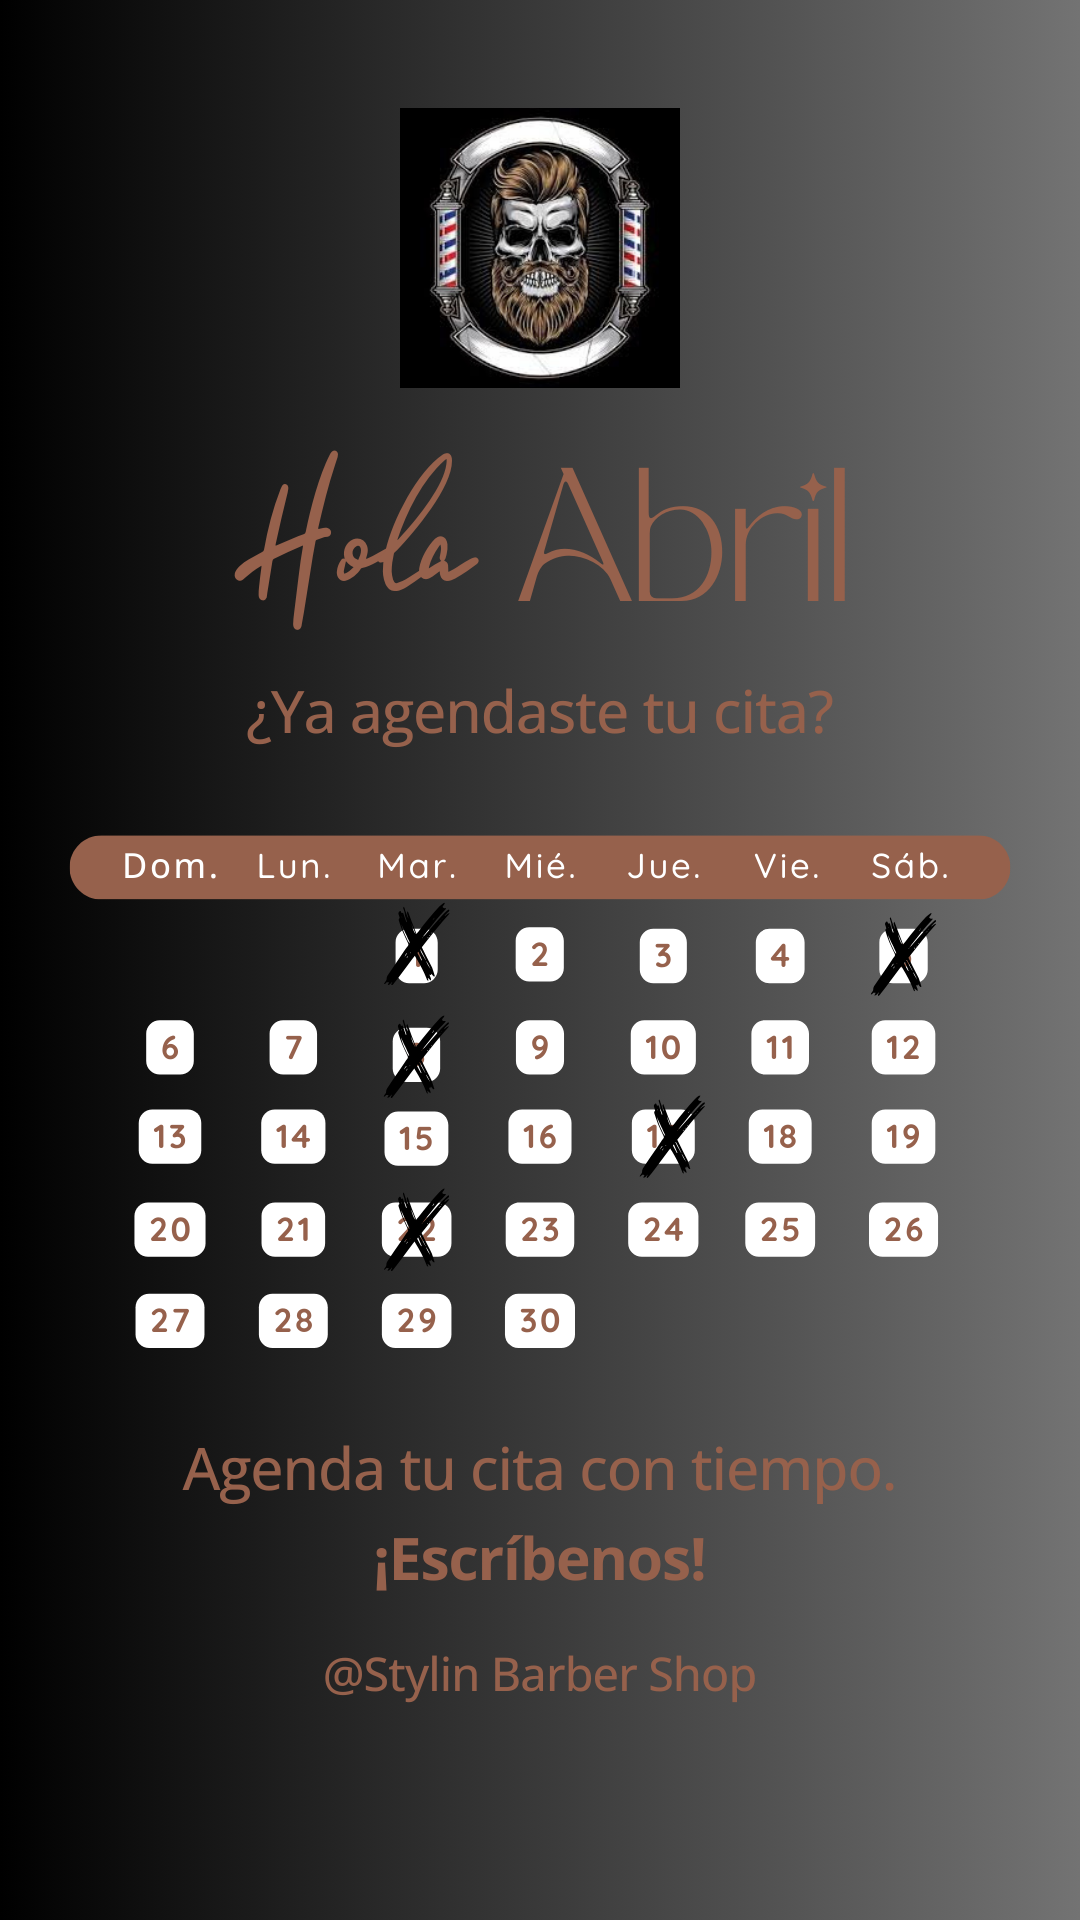 Hola Abril
¿Ya agendaste tu cita?
Dom. Lun. Mar. Mié. Jue. Vie. Sáb.
2 3 4
6 7 9 10 11 12
13 14 15 16 18 19
20 21 22 23 24 25 26
27 28 29 30
Agenda tu cita con tiempo.
¡Escríbenos!
@Stylin Barber Shop